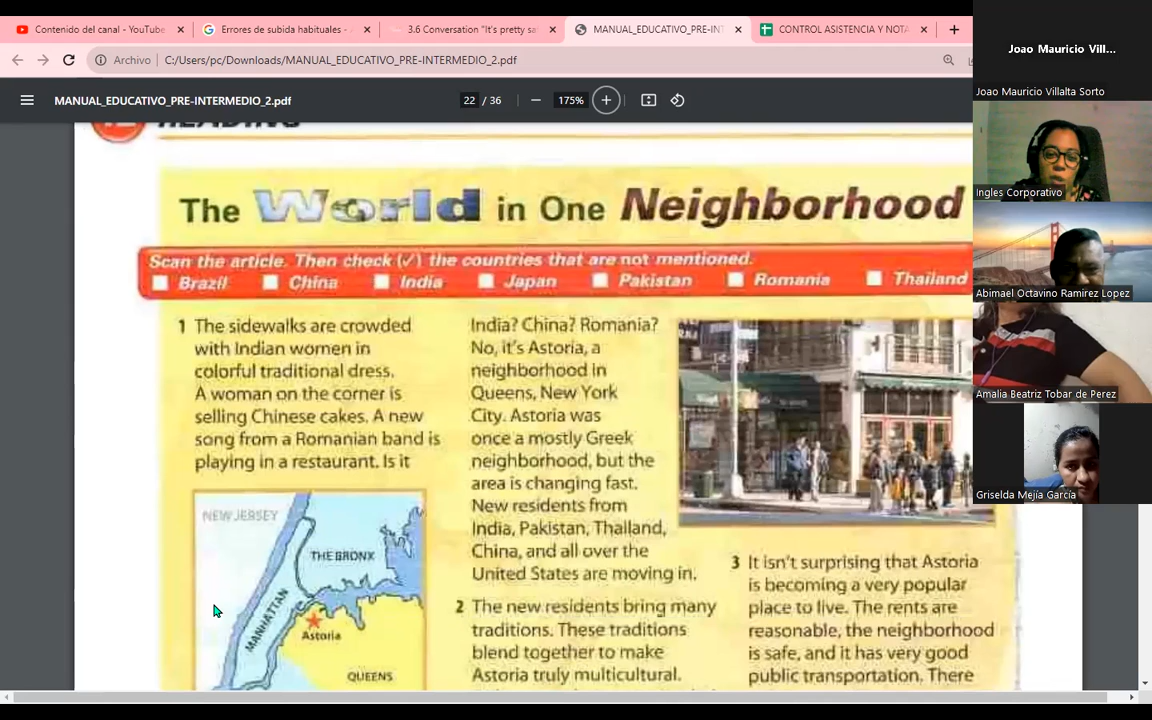 Contenido del canal - YouTube
Errores de subida habituales -
3.6 Conversation "It's pretty sa
MANUAL_EDUCATIVO_PRE-INT
CONTROL ASISTENCIA Y NOTA
Archivo
C:/Users/pc/Downloads/MANUAL_EDUCATIVO_PRE-INTERMEDIO_2.pdf
MANUAL_EDUCATIVO_PRE-INTERMEDIO_2.pdf
22 / 36
175%
READING
The World in One Neighborhood
Scan the article. Then check (✓) the countries that are not mentioned.
Brazil China India Japan Pakistan Romania Thailand
1 The sidewalks are crowded
with Indian women in
colorful traditional dress.
A woman on the corner is
selling Chinese cakes. A new
song from a Romanian band is
playing in a restaurant. Is it
NEW JERSEY
THE BRONX
MANHATTAN
Astoria
QUEENS
India? China? Romania?
No, it's Astoria, a
neighborhood in
Queens, New York
City. Astoria was
once a mostly Greek
neighborhood, but the
area is changing fast.
New residents from
India, Pakistan, Thailand,
China, and all over the
United States are moving in.
2 The new residents bring many
traditions. These traditions
blend together to make
Astoria truly multicultural.
3 It isn't surprising that Astoria
is becoming a very popular
place to live. The rents are
reasonable, the neighborhood
is safe, and it has very good
public transportation. There
Joao Mauricio Vill...
Joao Mauricio Villalta Sorto
Ingles Corporativo
Abimael Octavino Ramirez Lopez
Amalia Beatriz Tobar de Perez
Griselda Mejía García